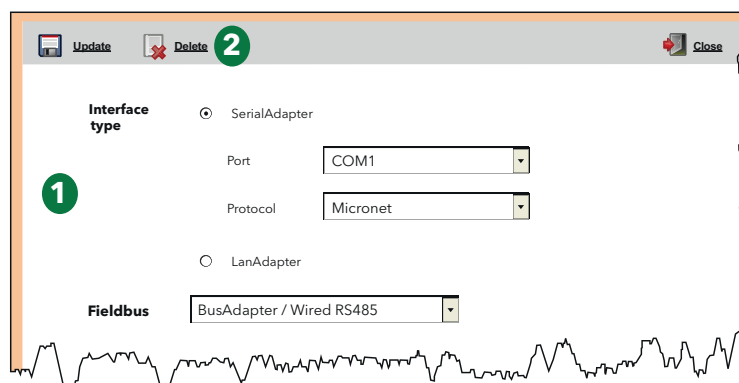 Update Delete 2 Close
Interface
type
SerialAdapter
Port COM1
1
Protocol Micronet
LanAdapter
Fieldbus BusAdapter / Wired RS485